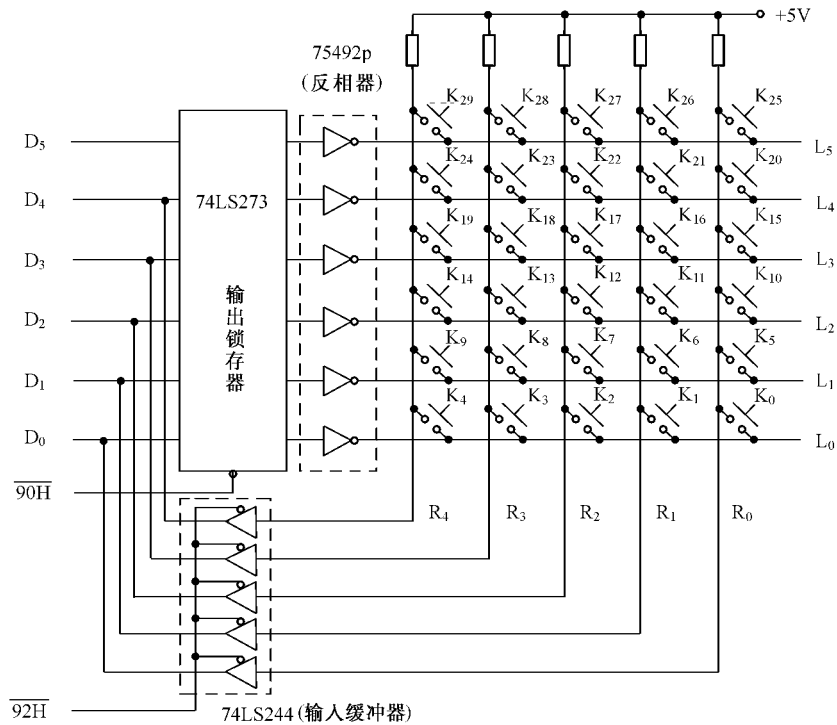 +5V
75492p
(反相器)
K₂₉ K₂₈ K₂₇ K₂₆ K₂₅
D₅ L₅
K₂₄ K₂₃ K₂₂ K₂₁ K₂₀
D₄ 74LS273 L₄
K₁₉ K₁₈ K₁₇ K₁₆ K₁₅
D₃ L₃
输出锁存器
K₁₄ K₁₃ K₁₂ K₁₁ K₁₀
D₂ L₂
K₉ K₈ K₇ K₆ K₅
D₁ L₁
K₄ K₃ K₂ K₁ K₀
D₀ L₀
90H
R₄ R₃ R₂ R₁ R₀
92H
74LS244(输入缓冲器)